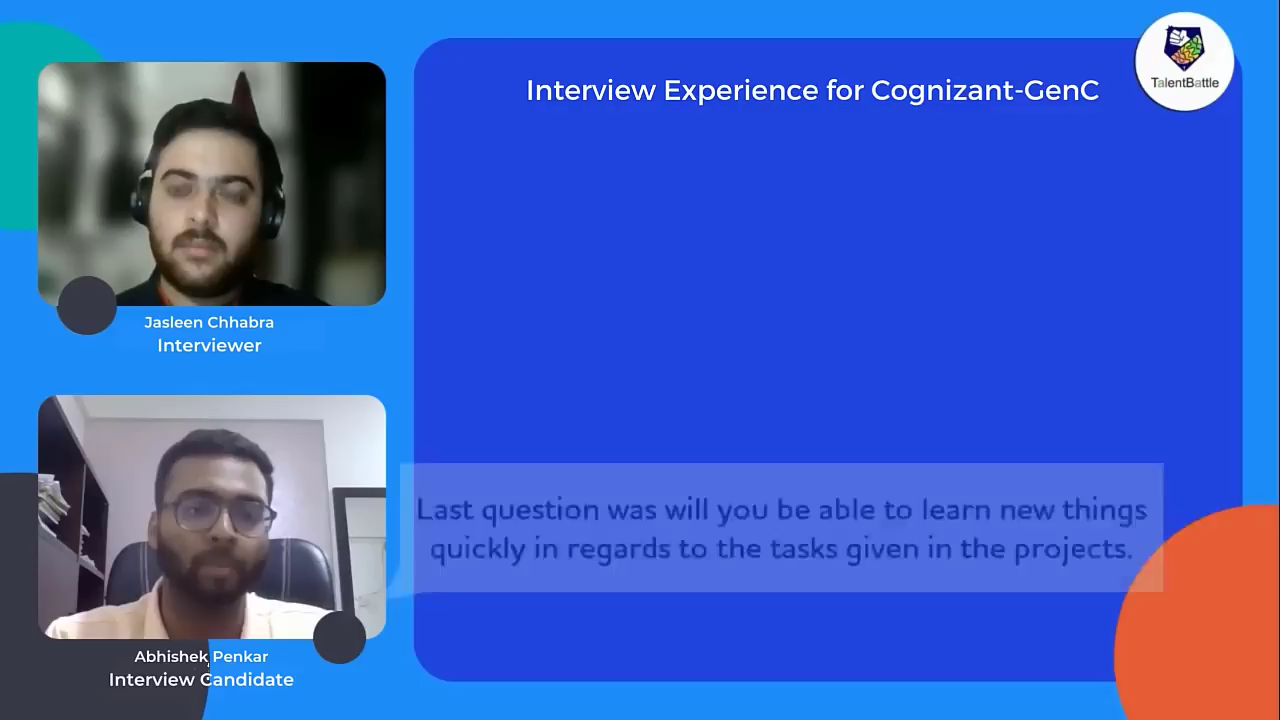 Interview Experience for Cognizant-GenC
TalentBattle
Jasleen Chhabra
Interviewer
Last question was will you be able to learn new things
quickly in regards to the tasks given in the projects.
Abhishek Penkar
Interview Candidate